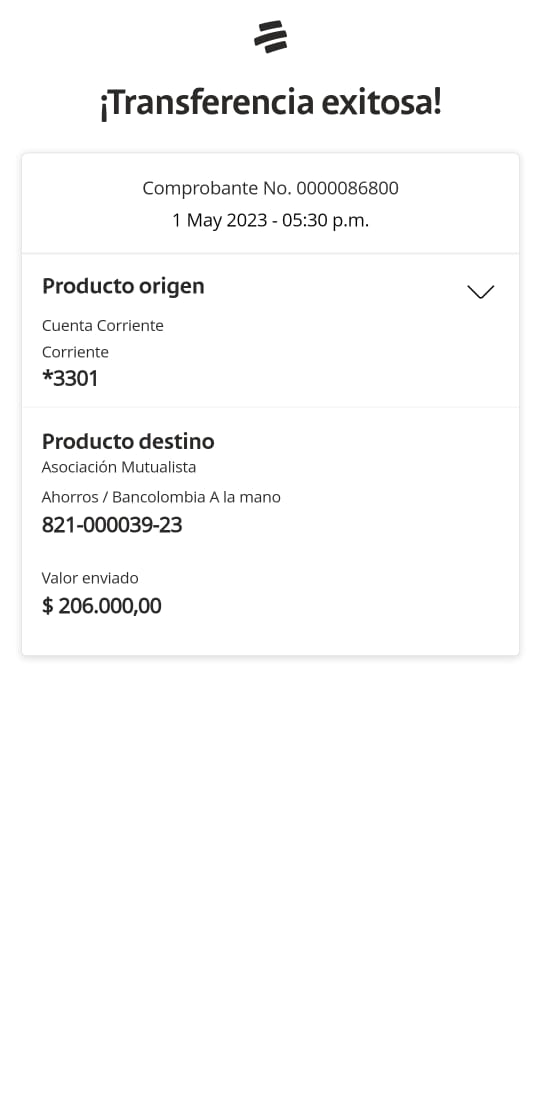 ¡Transferencia exitosa!
Comprobante No. 0000086800
1 May 2023 - 05:30 p.m.
Producto origen
Cuenta Corriente
Corriente
*3301
Producto destino
Asociación Mutualista
Ahorros / Bancolombia A la mano
821-000039-23
Valor enviado
$ 206.000,00